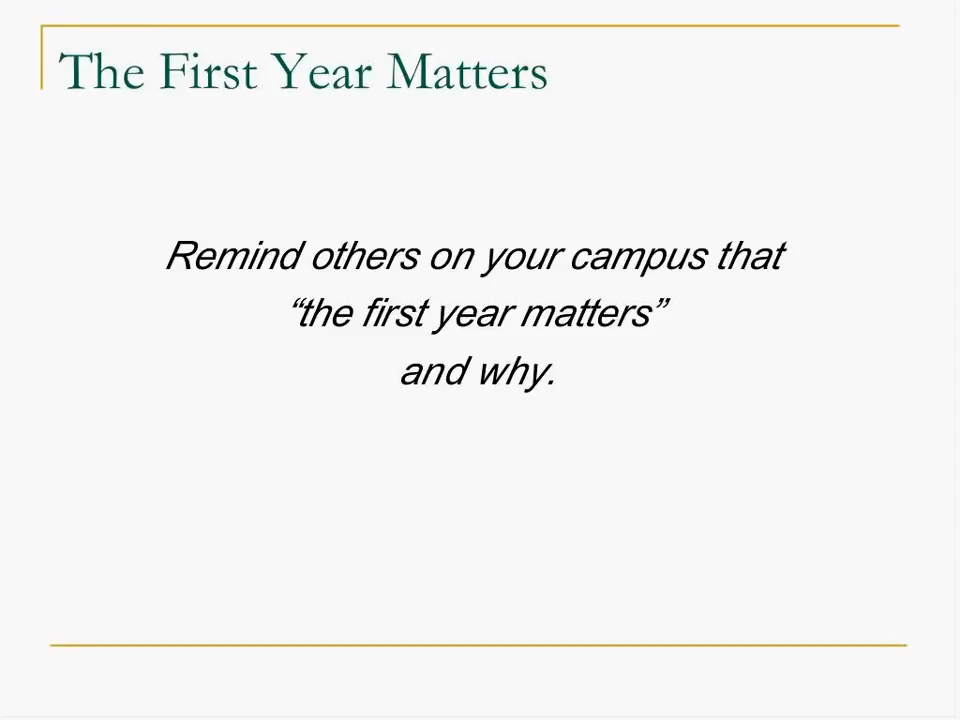 The First Year Matters
Remind others on your campus that
“the first year matters”
and why.